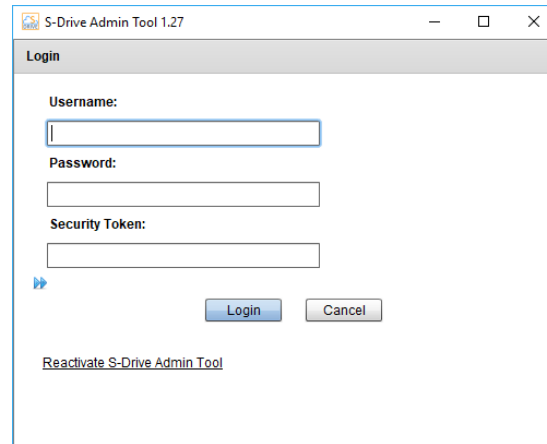 S-Drive Admin Tool 1.27
Login
Username:
Password:
Security Token:
Login Cancel
Reactivate S-Drive Admin Tool